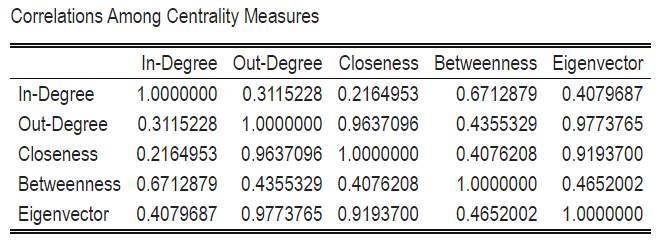 Correlations Among Centrality Measures
In-Degree Out-Degree Closeness Betweenness Eigenvector
In-Degree 1.0000000 0.3115228 0.2164953 0.6712879 0.4079687
Out-Degree 0.3115228 1.0000000 0.9637096 0.4355329 0.9773765
Closeness 0.2164953 0.9637096 1.0000000 0.4076208 0.9193700
Betweenness 0.6712879 0.4355329 0.4076208 1.0000000 0.4652002
Eigenvector 0.4079687 0.9773765 0.9193700 0.4652002 1.0000000